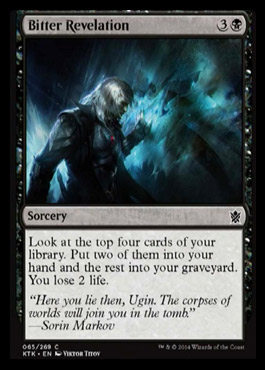 Bitter Revelation 3
Sorcery
Look at the top four cards of your
library. Put two of them into your
hand and the rest into your graveyard.
You lose 2 life.
"Here you lie then, Ugin. The corpses of
worlds will join you in the tomb."
—Sorin Markov
065/269 C
KTK • EN Viktor Titov
™ & © 2014 Wizards of the Coast